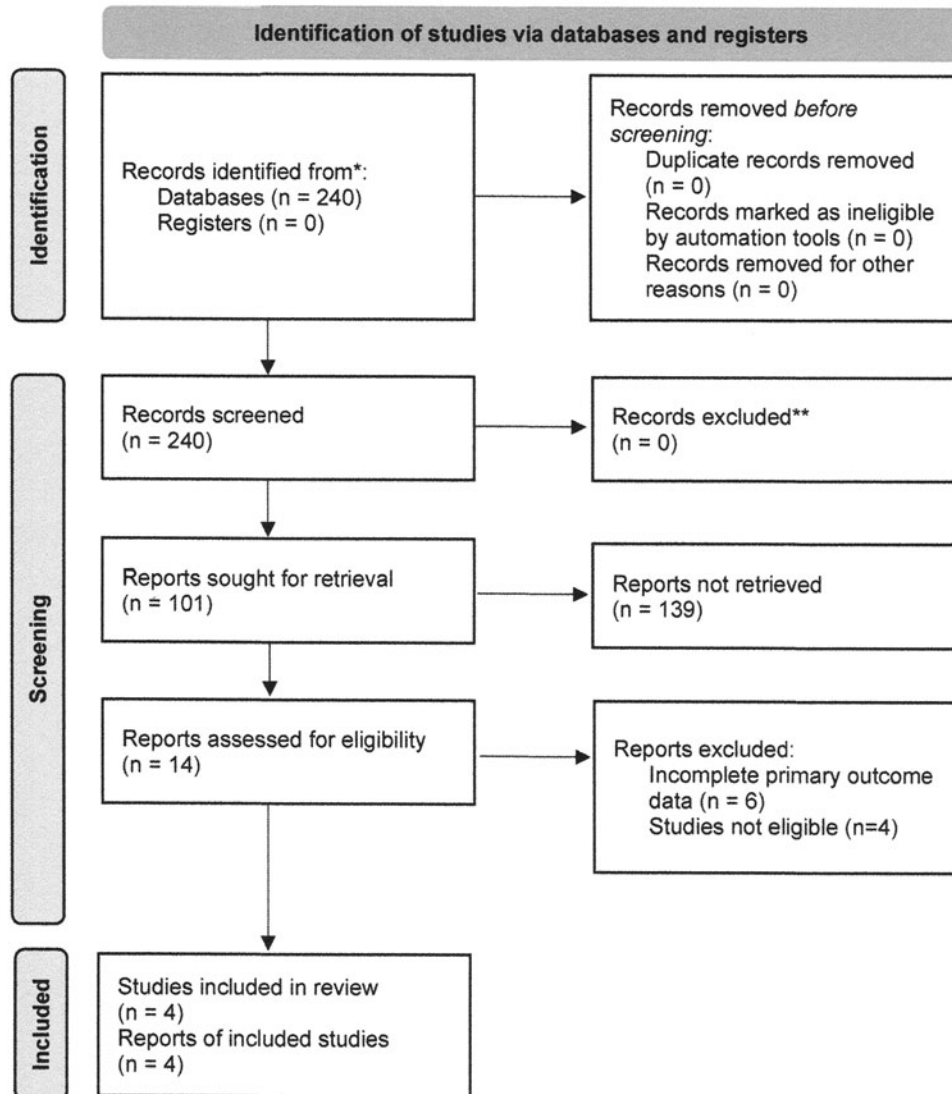 Identification of studies via databases and registers
Identification
Records identified from*:
Databases (n = 240)
Registers (n = 0)
Records removed before
screening:
Duplicate records removed
(n = 0)
Records marked as ineligible
by automation tools (n = 0)
Records removed for other
reasons (n = 0)
Screening
Records screened
(n = 240)
Records excluded**
(n = 0)
Reports sought for retrieval
(n = 101)
Reports not retrieved
(n = 139)
Reports assessed for eligibility
(n = 14)
Reports excluded:
Incomplete primary outcome
data (n = 6)
Studies not eligible (n=4)
Included
Studies included in review
(n = 4)
Reports of included studies
(n = 4)